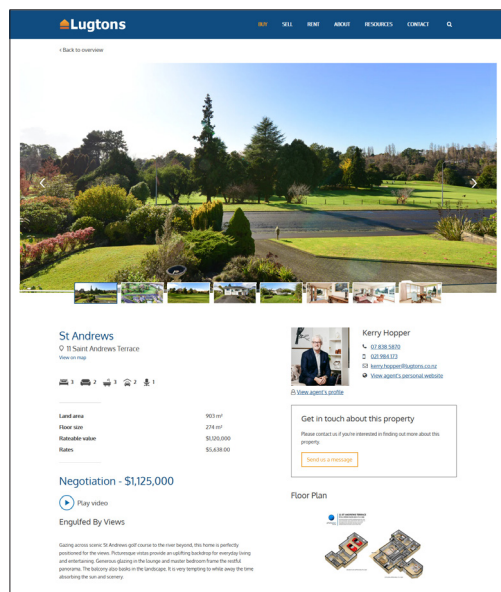 Lugtons
BUY SELL RENT ABOUT RESOURCES CONTACT
< Back to overview
St Andrews
11 Saint Andrews Terrace
View on map
3 2 3 2 1
Land area 903 m²
Floor size 274 m²
Rateable value $1,120,000
Rates $5,638.00
Negotiation - $1,125,000
Play video
Engulfed By Views
Gazing across scenic St Andrews golf course to the river beyond, this home is perfectly
positioned for the views. Picturesque vistas provide an uplifting backdrop for everyday living
and entertaining. Generous glazing in the lounge and master bedroom frame the restful
panorama. The balcony also basks in the landscape. It is very tempting to while away the time
absorbing the sun and scenery.
Kerry Hopper
07 838 5870
021 984 173
kerry.hopper@lugtons.co.nz
View agent's personal website
View agent's profile
Get in touch about this property
Please contact us if you're interested in finding out more about this
property.
Send us a message
Floor Plan